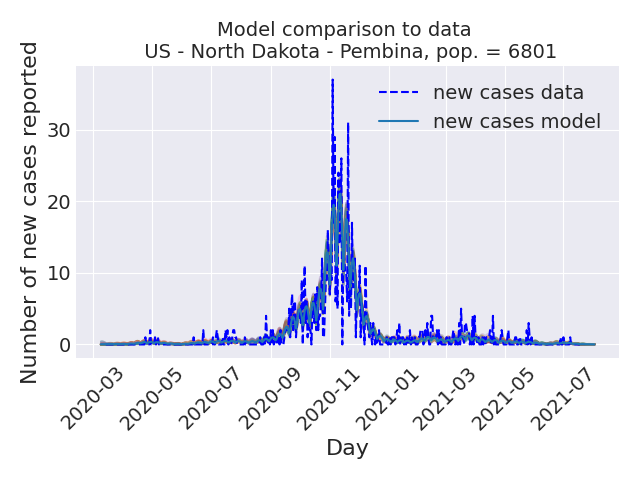 Model comparison to data
US - North Dakota - Pembina, pop. = 6801
Number of new cases reported
30
20
10
0
new cases data
new cases model
2020-03
2020-05
2020-07
2020-09
2020-11
2021-01
2021-03
2021-05
2021-07
Day